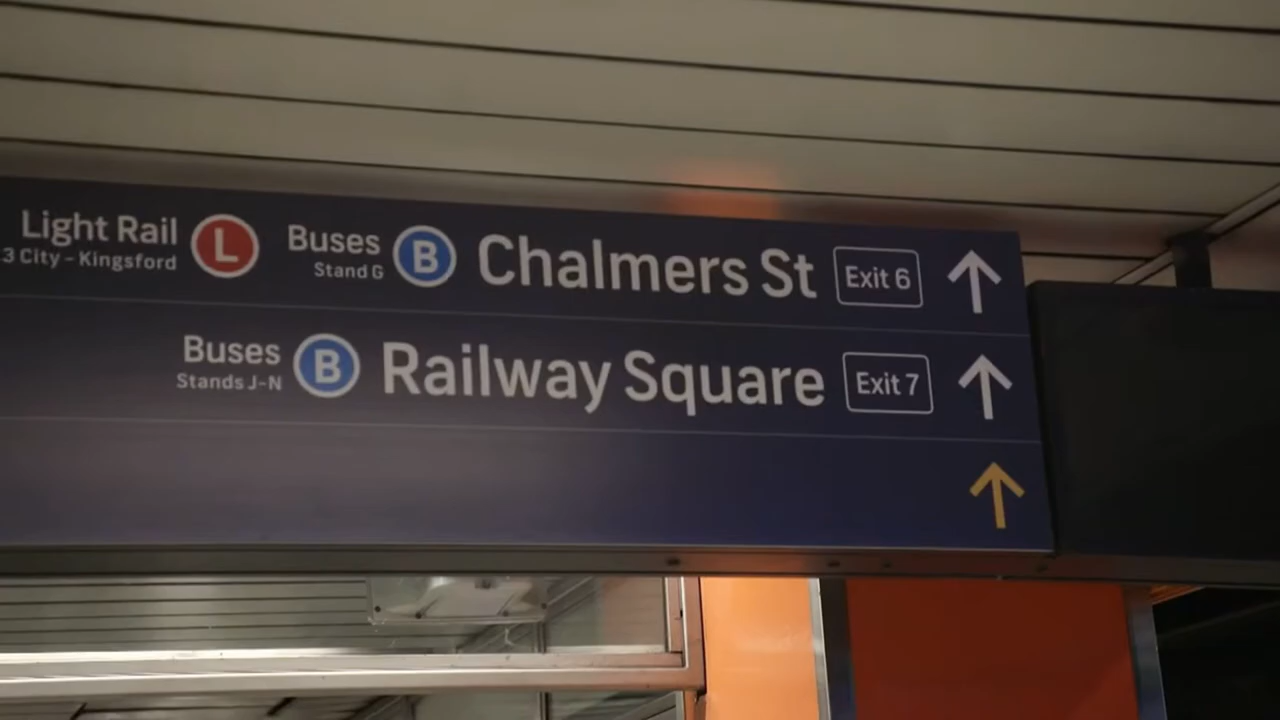 Light Rail L Buses B Chalmers St Exit 6
3 City - Kingsford Stand G
Buses B Railway Square Exit 7
Stands J-N